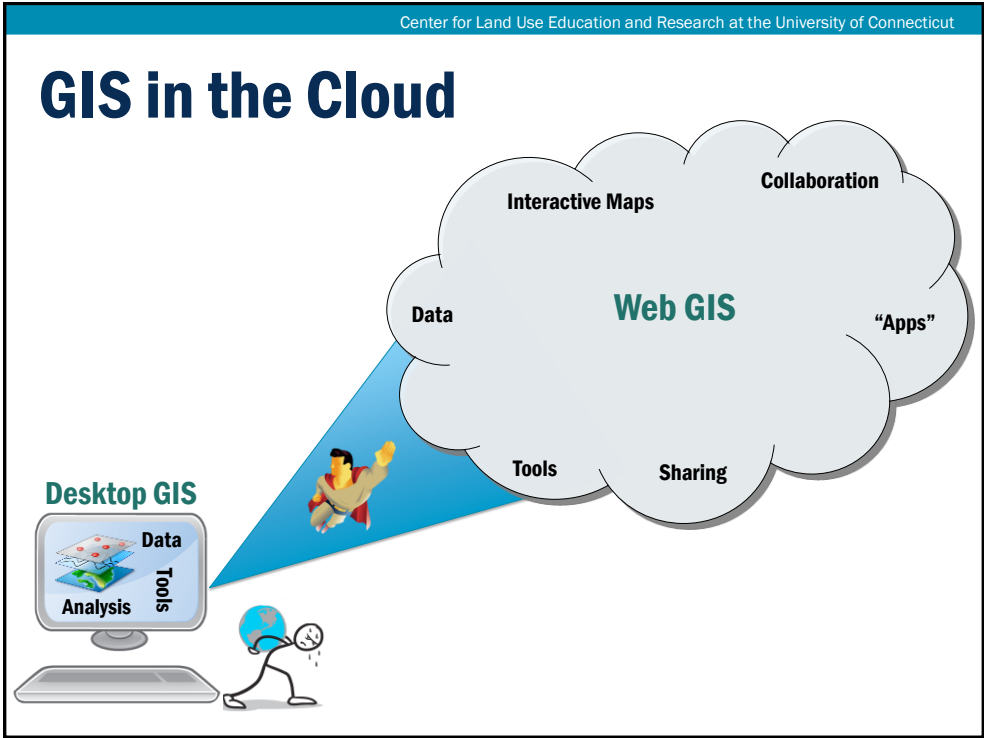 Center for Land Use Education and Research at the University of Connecticut
GIS in the Cloud
Interactive Maps
Collaboration
Data
Web GIS
“Apps”
Tools
Sharing
Desktop GIS
Data
Tools
Analysis